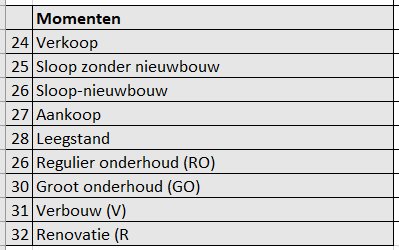 Momenten
24 Verkoop
25 Sloop zonder nieuwbouw
26 Sloop-nieuwbouw
27 Aankoop
28 Leegstand
26 Regulier onderhoud (RO)
30 Groot onderhoud (GO)
31 Verbouw (V)
32 Renovatie (R